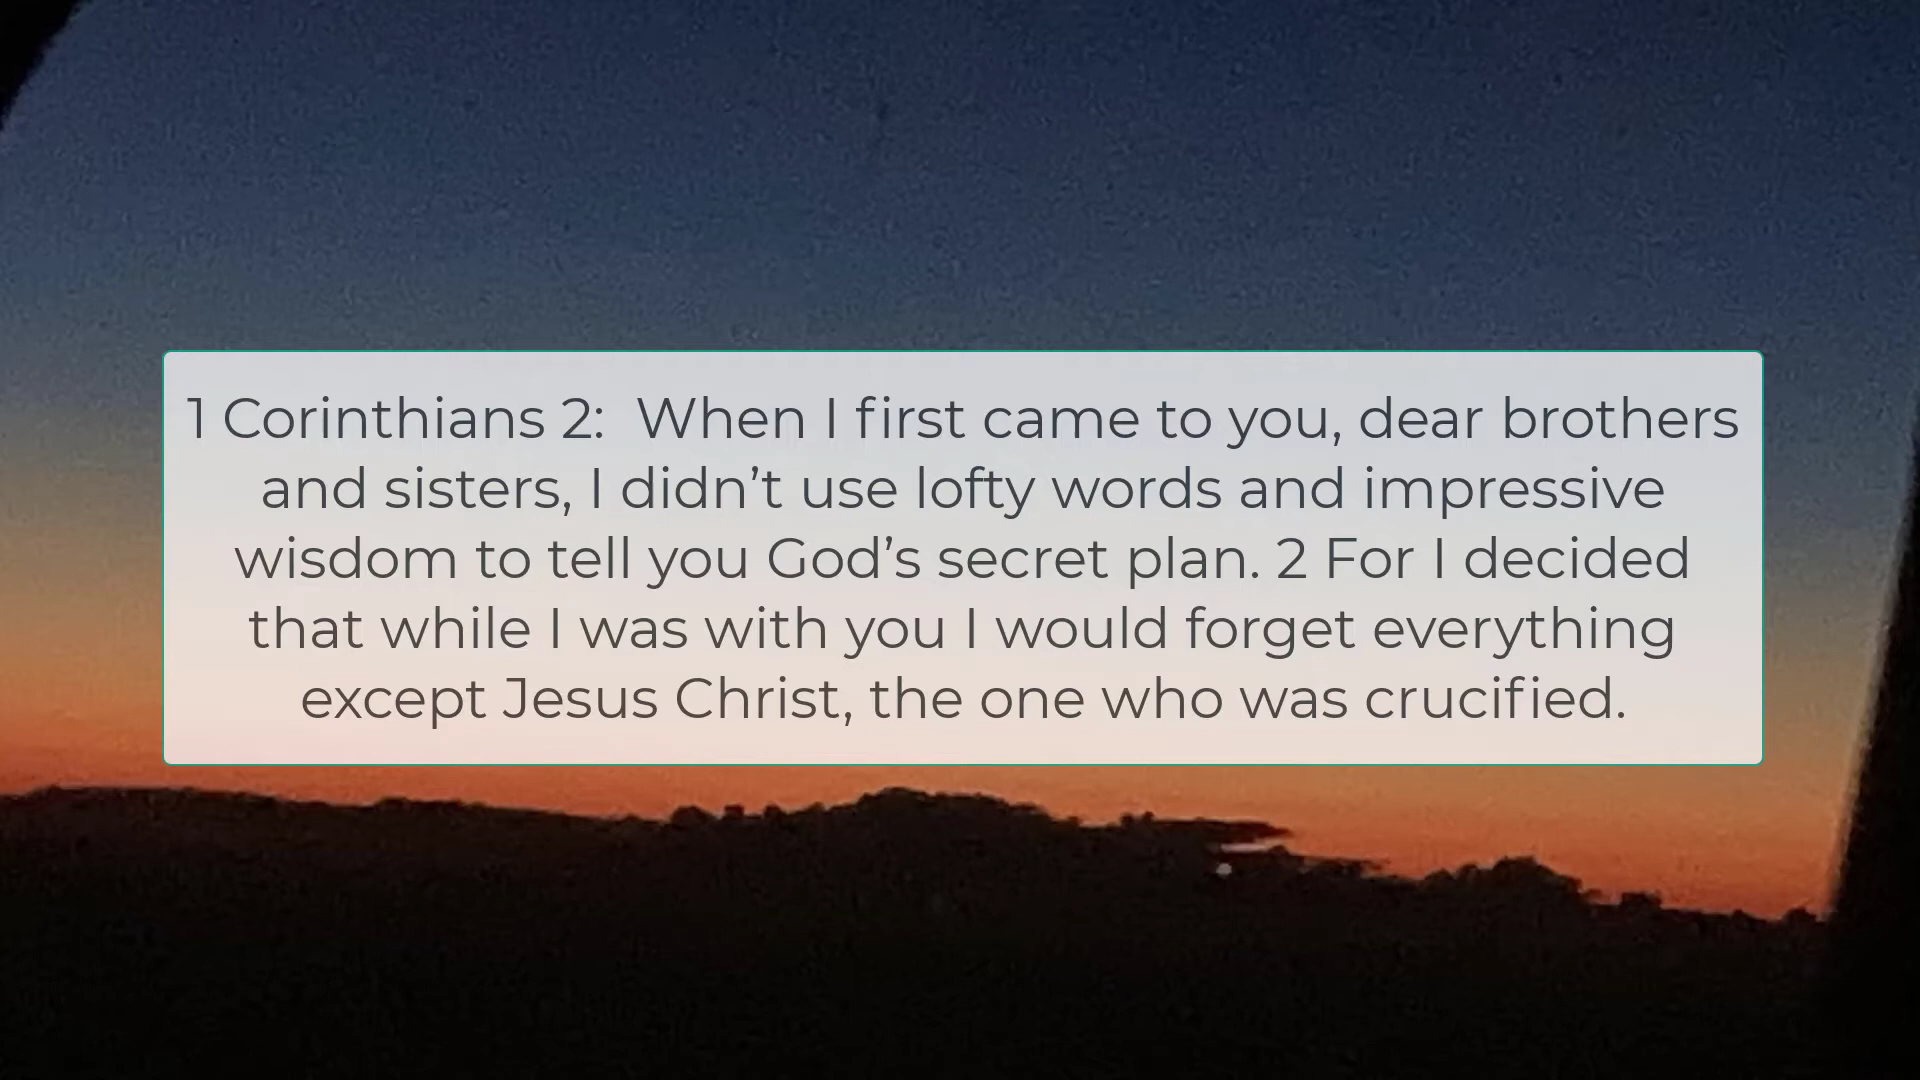 1 Corinthians 2:  When I first came to you, dear brothers
and sisters, I didn’t use lofty words and impressive
wisdom to tell you God’s secret plan. 2 For I decided
that while I was with you I would forget everything
except Jesus Christ, the one who was crucified.